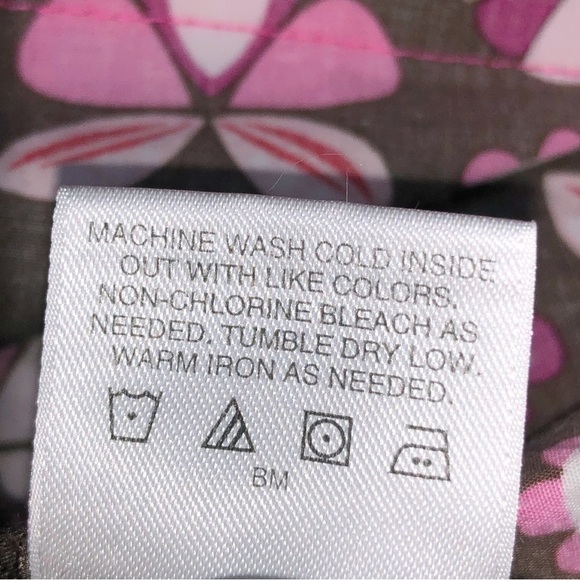 MACHINE WASH COLD INSIDE
OUT WITH LIKE COLORS.
NON-CHLORINE BLEACH AS
NEEDED. TUMBLE DRY LOW.
WARM IRON AS NEEDED.
BM